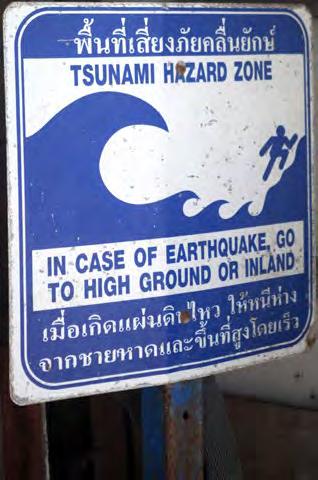 พื้นที่เสี่ยงภัยคลื่นยักษ์
TSUNAMI HAZARD ZONE
IN CASE OF EARTHQUAKE, GO
TO HIGH GROUND OR INLAND
เมื่อเกิดแผ่นดินไหว ให้หนีห่าง
จากชายหาดและขึ้นที่สูงโดยเร็ว